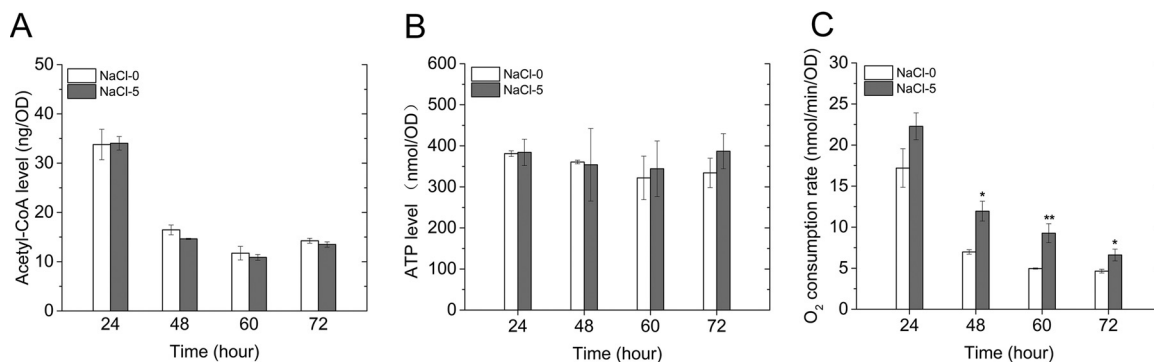 A
Acetyl-CoA level (ng/OD)
50
40
30
20
10
0
NaCl-0
NaCl-5
24 48 60 72
Time (hour)
B
ATP level（nmol/OD）
600
500
400
300
200
100
0
NaCl-0
NaCl-5
24 48 60 72
Time (hour)
C
O₂ consumption rate (nmol/min/OD)
30
25
20
15
10
5
0
NaCl-0
NaCl-5
*
**
*
24 48 60 72
Time (hour)